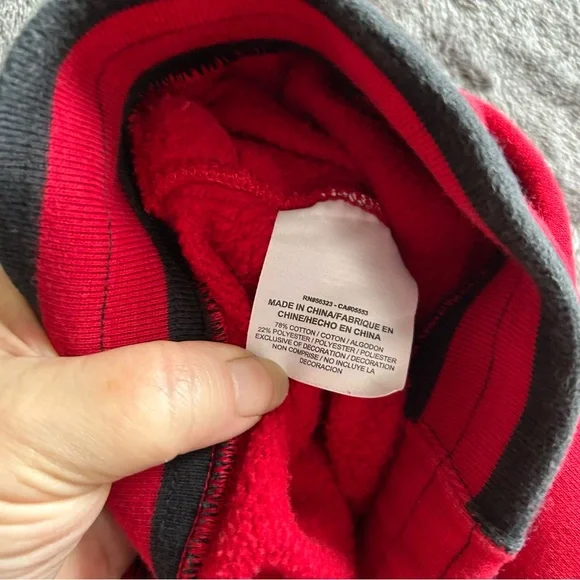 RN#56323 - CA#05553
MADE IN CHINA/FABRIQUE EN
CHINE/HECHO EN CHINA
78% COTTON / COTON / ALGODON
22% POLYESTER / POLYESTER / POLIESTER
EXCLUSIVE OF DECORATION / DECORATION
NON COMPRISE / NO INCLUYE LA
DECORACION